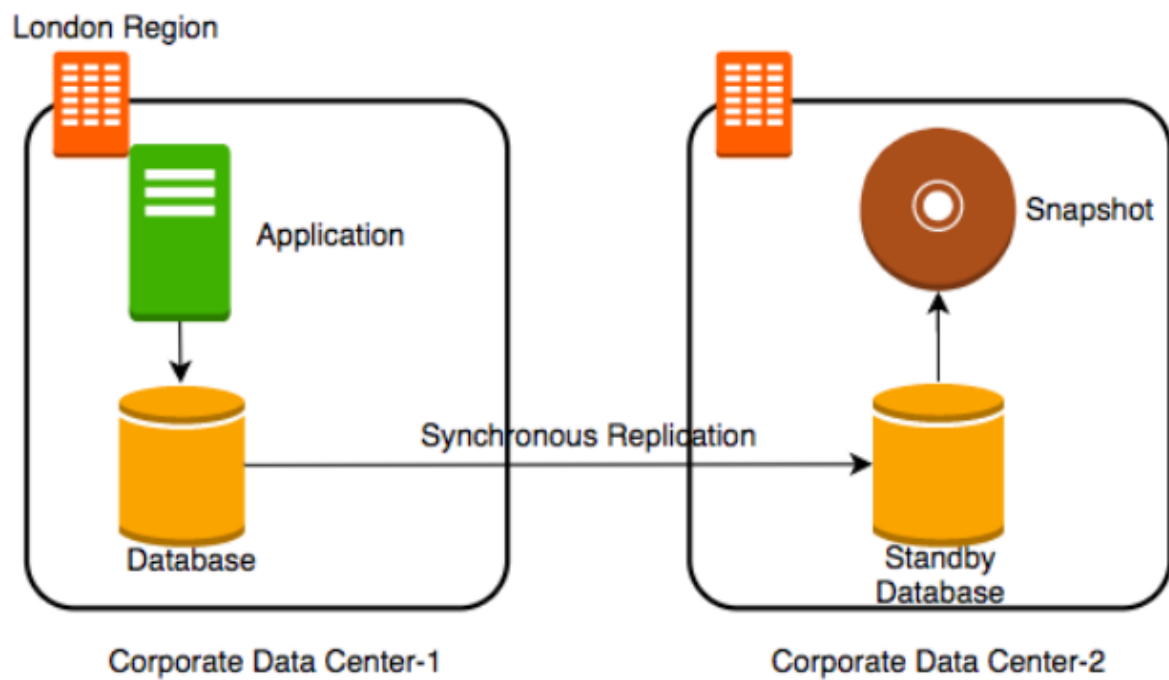 London Region
Application
Snapshot
Synchronous Replication
Database
Standby
Database
Corporate Data Center-1
Corporate Data Center-2